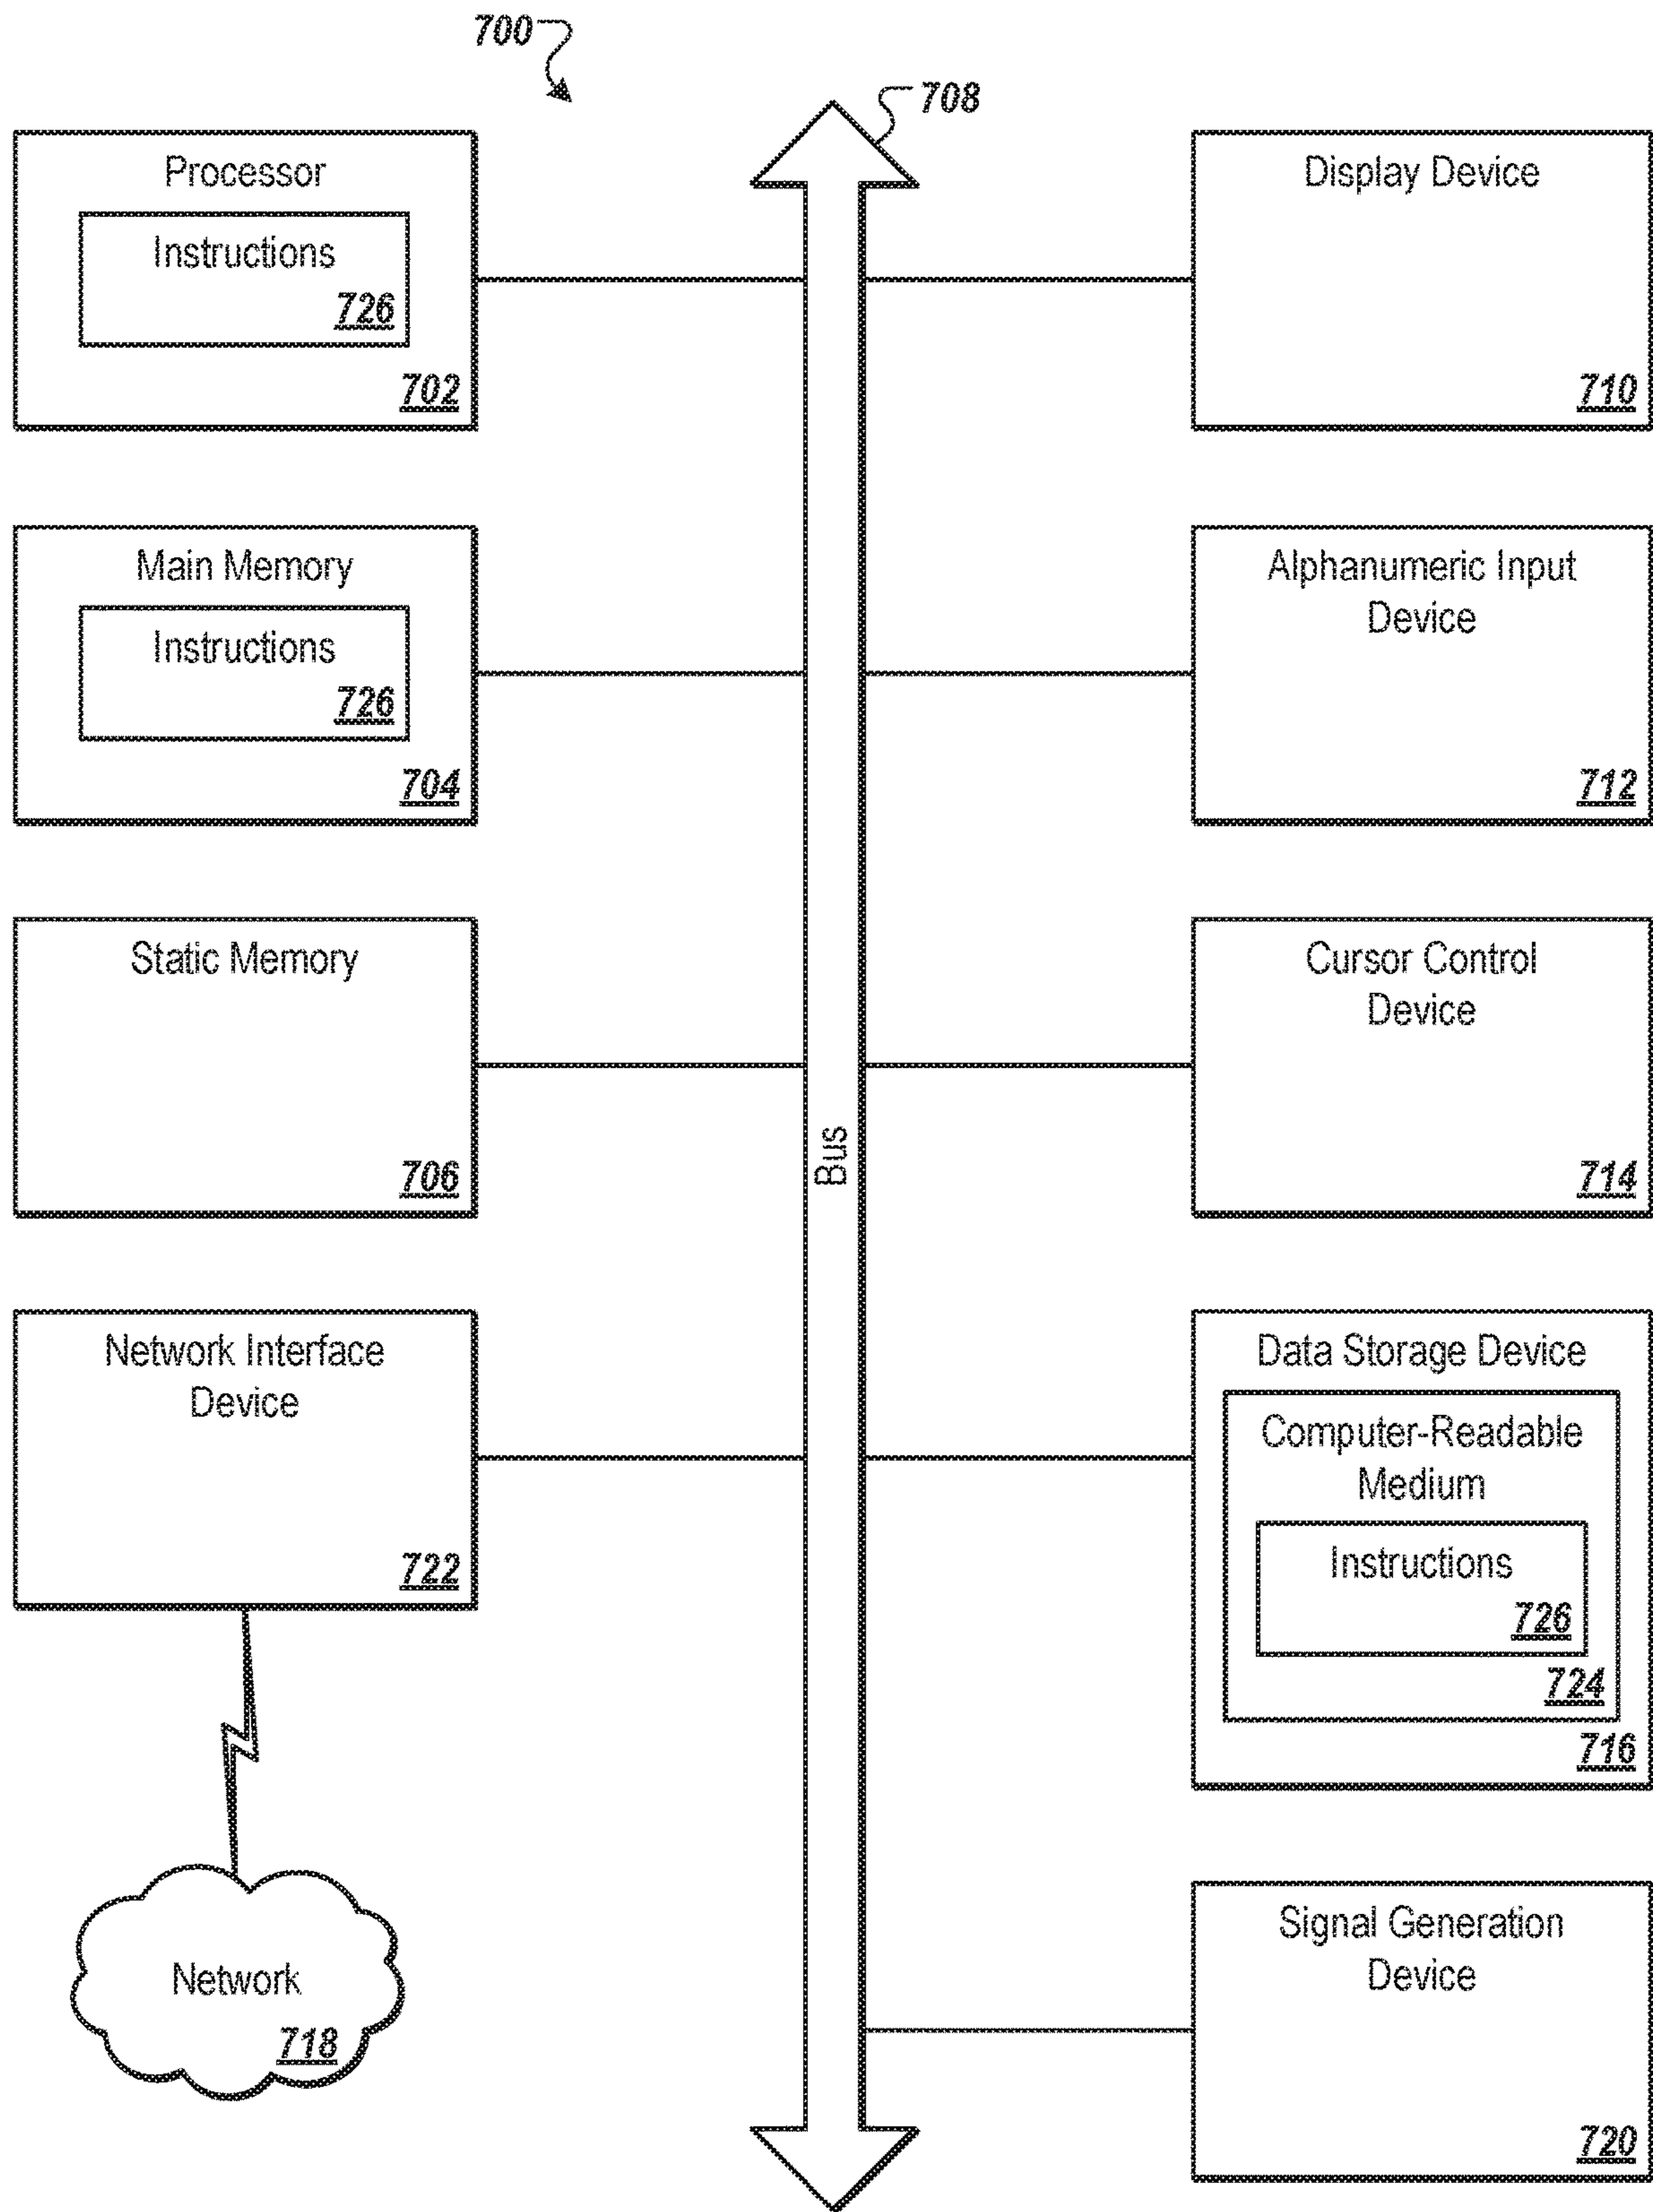 700
708
Processor
Instructions
726
702
Display Device
710
Main Memory
Instructions
726
704
Alphanumeric Input
Device
712
Static Memory
706
Cursor Control
Device
714
Bus
Network Interface
Device
722
Data Storage Device
Computer-Readable
Medium
Instructions
726
724
716
Network
718
Signal Generation
Device
720